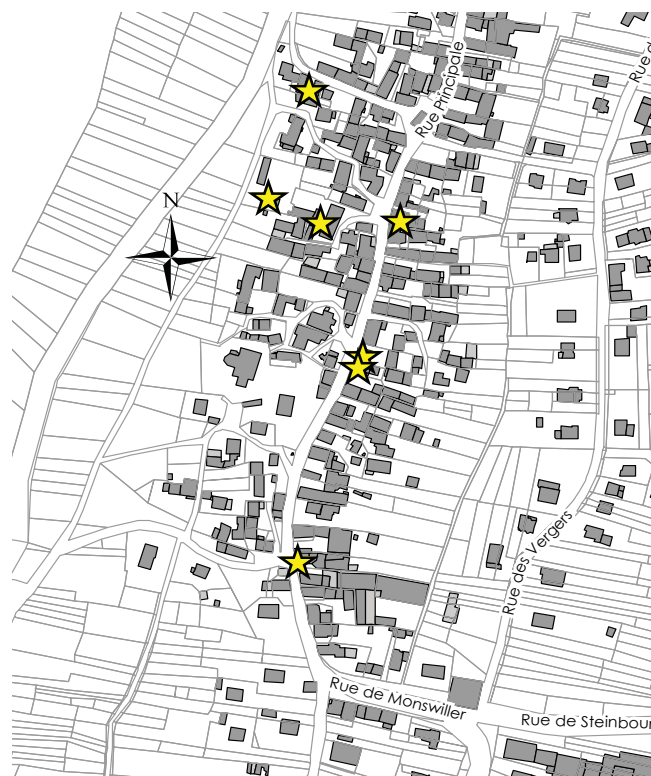 Rue Principale
N
Rue des Vergers
Rue de Monswiller
Rue de Steinbour